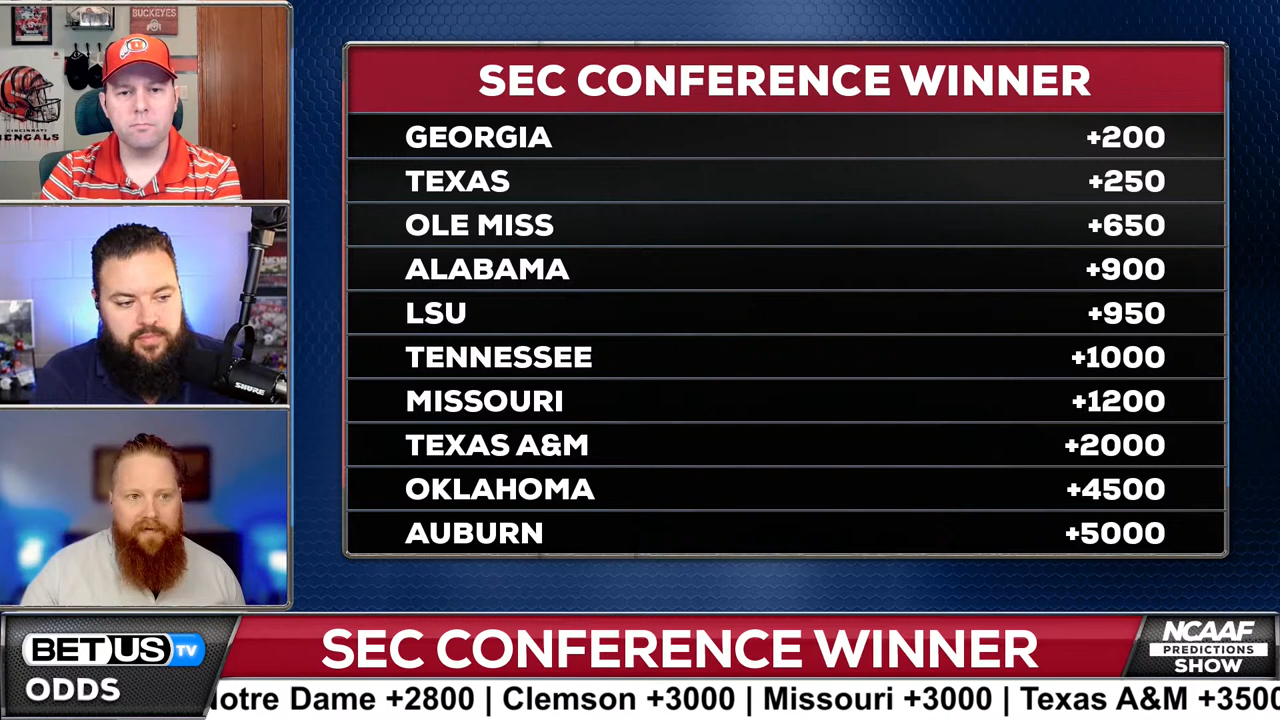 BUCKEYES
CINCINNATI
BENGALS
SHURE
SEC CONFERENCE WINNER
GEORGIA +200
TEXAS +250
OLE MISS +650
ALABAMA +900
LSU +950
TENNESSEE +1000
MISSOURI +1200
TEXAS A&M +2000
OKLAHOMA +4500
AUBURN +5000
BETUS TV
ODDS
SEC CONFERENCE WINNER
NCAAF
PREDICTIONS
SHOW
otre Dame +2800 | Clemson +3000 | Missouri +3000 | Texas A&M +3500